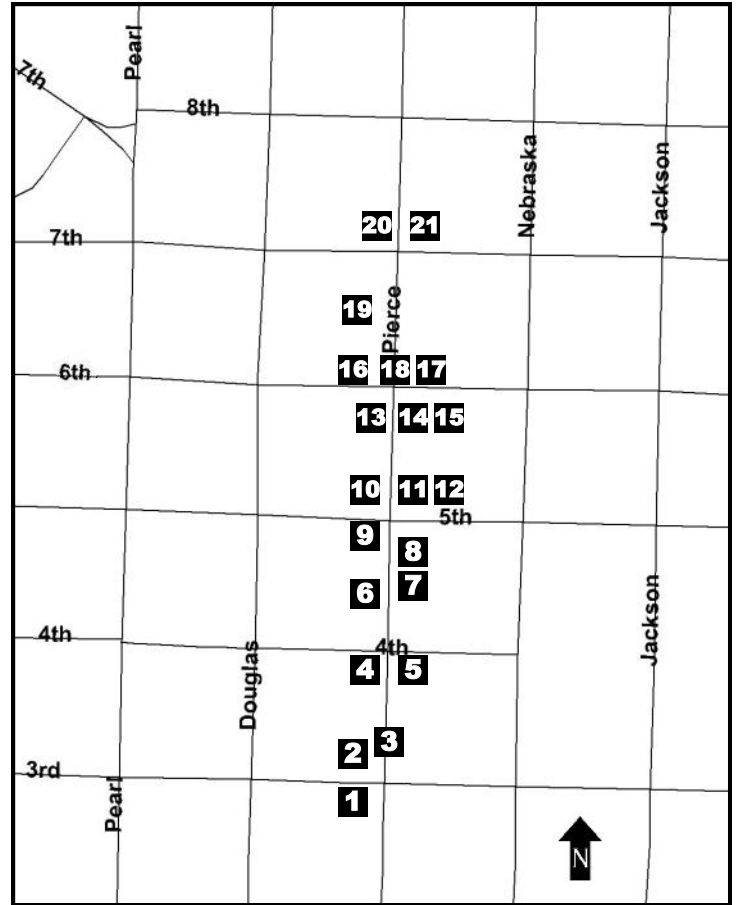 Pearl
7th
8th
Nebraska
Jackson
20 21
7th
19
Pierce
6th
16 18 17
13 14 15
10 11 12
5th
9
8
7
6
4th
4th
4 5
Jackson
Douglas
3
2
3rd
Pearl
1
N